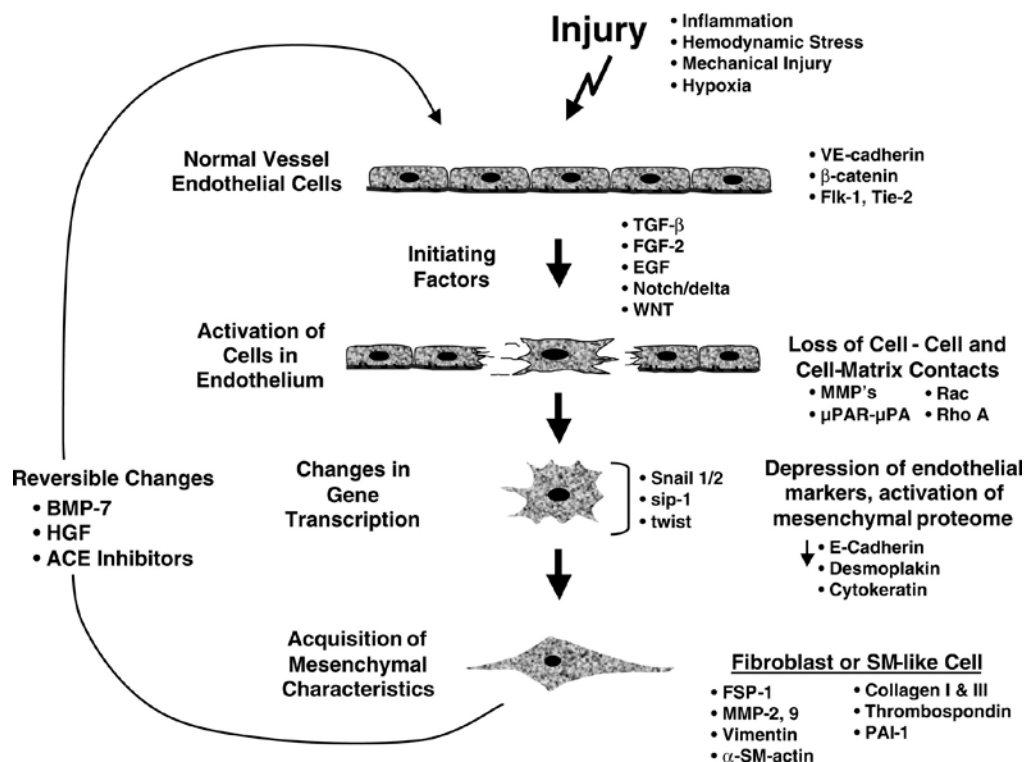 Injury
• Inflammation
• Hemodynamic Stress
• Mechanical Injury
• Hypoxia
Normal Vessel
Endothelial Cells
• VE-cadherin
• β-catenin
• Flk-1, Tie-2
Initiating
Factors
• TGF-β
• FGF-2
• EGF
• Notch/delta
• WNT
Activation of
Cells in
Endothelium
Loss of Cell - Cell and
Cell-Matrix Contacts
• MMP's • Rac
• μPAR-μPA • Rho A
Reversible Changes
• BMP-7
• HGF
• ACE Inhibitors
Changes in
Gene
Transcription
• Snail 1/2
• sip-1
• twist
Depression of endothelial
markers, activation of
mesenchymal proteome
• E-Cadherin
• Desmoplakin
• Cytokeratin
Acquisition of
Mesenchymal
Characteristics
Fibroblast or SM-like Cell
• FSP-1 • Collagen I & III
• MMP-2, 9 • Thrombospondin
• Vimentin • PAI-1
• α-SM-actin